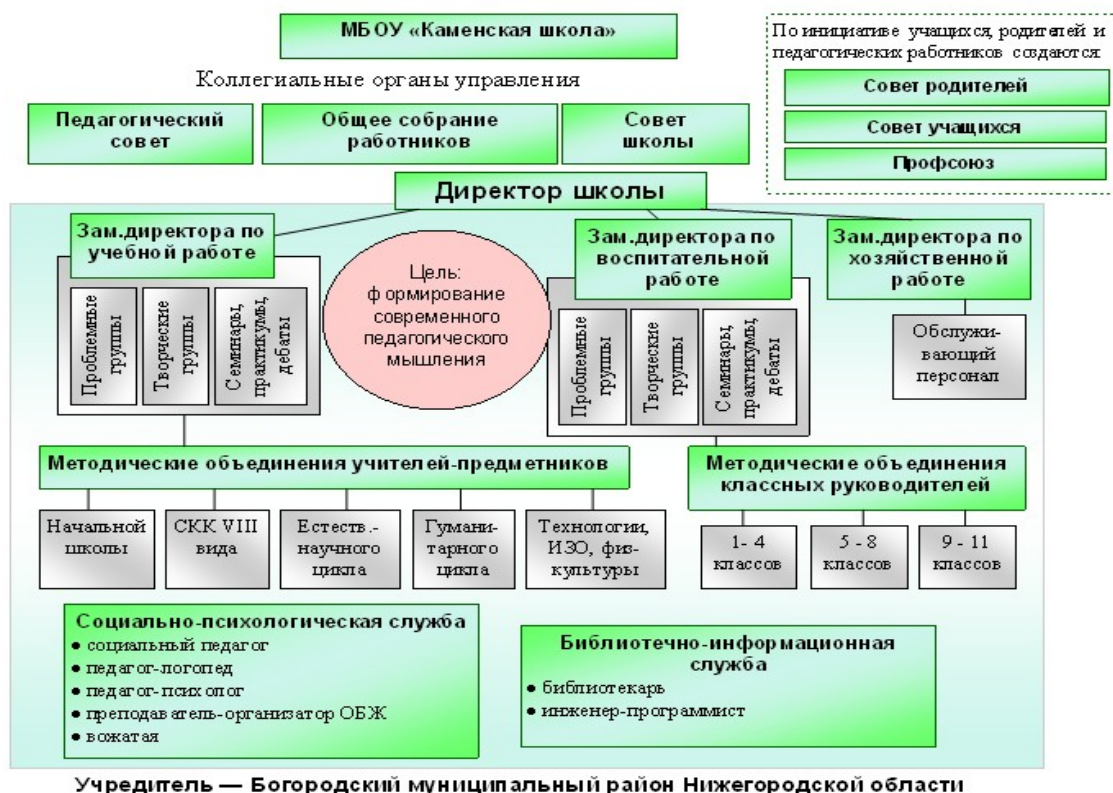 МБОУ «Каменская школа»
Коллегиальные органы управления
Педагогический
совет
Общее собрание
работников
Совет
школы
По инициативе учащихся, родителей и
педагогических работников создаются
Совет родителей
Совет учащихся
Профсоюз
Директор школы
Зам.директора по
учебной работе
Проблемные
группы
Творческие
группы
Семинары,
практикумы,
дебаты
Цель:
формирование
современного
педагогического
мышления
Зам.директора по
воспитательной
работе
Проблемные
группы
Творческие
группы
Семинары,
практикумы,
дебаты
Зам.директора по
хозяйственной
работе
Обслужи-
вающий
персонал
Методические объединения учителей-предметников
Начальной
школы
СКК VIII
вида
Естеств.-
научного
цикла
Гумани-
тарного
цикла
Технологии,
ИЗО, физ-
культуры
Методические объединения
классных руководителей
1- 4
классов
5 - 8
классов
9 - 11
классов
Социально-психологическая служба
● социальный педагог
● педагог-логопед
● педагог-психолог
● преподаватель-организатор ОБЖ
● вожатая
Библиотечно-информационная
служба
● библиотекарь
● инженер-программист
Учредитель — Богородский муниципальный район Нижегородской области